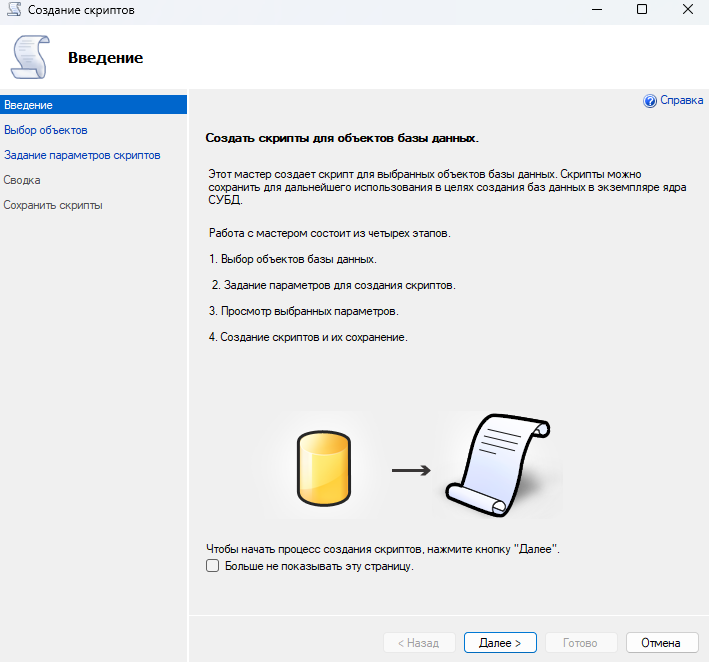 Создание скриптов
Введение
Введение
Выбор объектов
Задание параметров скриптов
Сводка
Сохранить скрипты
Справка
Создать скрипты для объектов базы данных.
Этот мастер создает скрипт для выбранных объектов базы данных. Скрипты можно
сохранить для дальнейшего использования в целях создания баз данных в экземпляре ядра
СУБД.
Работа с мастером состоит из четырех этапов.
1. Выбор объектов базы данных.
2. Задание параметров для создания скриптов.
3. Просмотр выбранных параметров.
4. Создание скриптов и их сохранение.
Чтобы начать процесс создания скриптов, нажмите кнопку "Далее".
Больше не показывать эту страницу.
< Назад
Далее >
Готово
Отмена